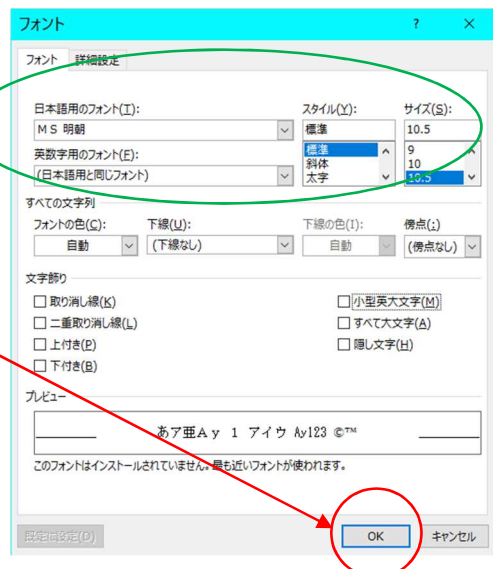 フォント ? ×
フォント 詳細設定
日本語用のフォント(T): スタイル(Y): サイズ(S):
ＭＳ 明朝 標準 10.5
英数字用のフォント(F): 標準 9
(日本語用と同じフォント) 斜体 10
太字 10.5
すべての文字列
フォントの色(C): 下線(U): 下線の色(I): 傍点(:)
自動 (下線なし) 自動 (傍点なし)
文字飾り
取り消し線(K) 小型英大文字(M)
二重取り消し線(L) すべて大文字(A)
上付き(P) 隠し文字(H)
下付き(B)
プレビュー
あア亜Ａｙ １ アイウ Ay123 ©™
このフォントはインストールされていません。最も近いフォントが使われます。
既定に設定(D) OK キャンセル